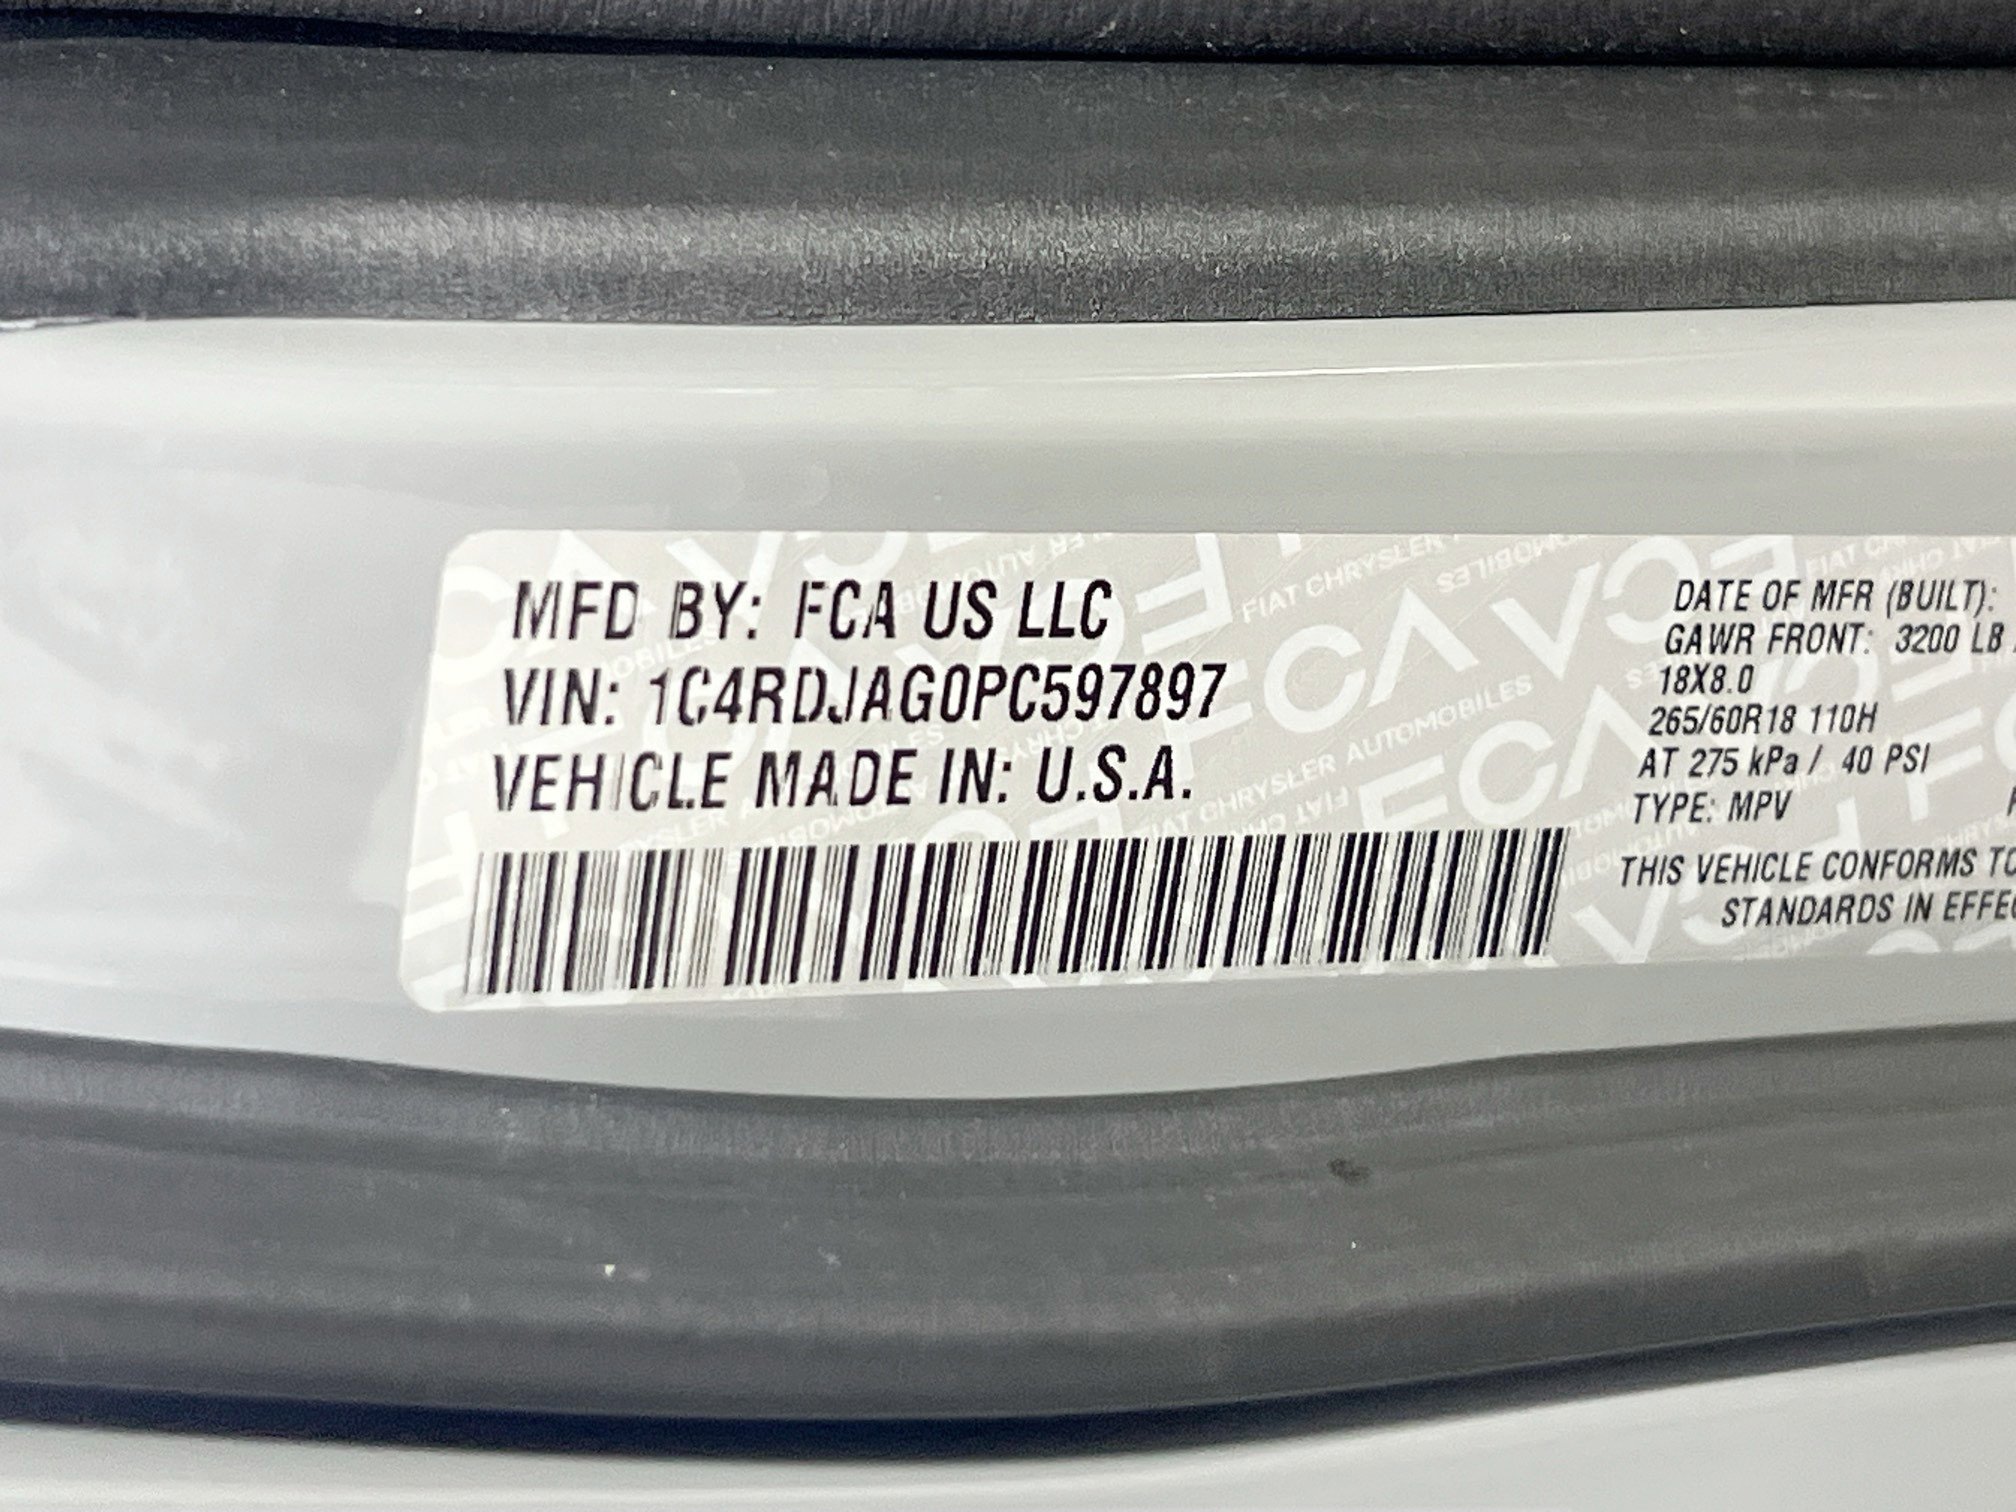 MFD BY: FCA US LLC
VIN: 1C4RDJAG0PC597897
VEHICLE MADE IN: U.S.A.
DATE OF MFR (BUILT):
GAWR FRONT: 3200 LB
18X8.0
265/60R18 110H
AT 275 kPa / 40 PSI
TYPE: MPV
THIS VEHICLE CONFORMS TO
STANDARDS IN